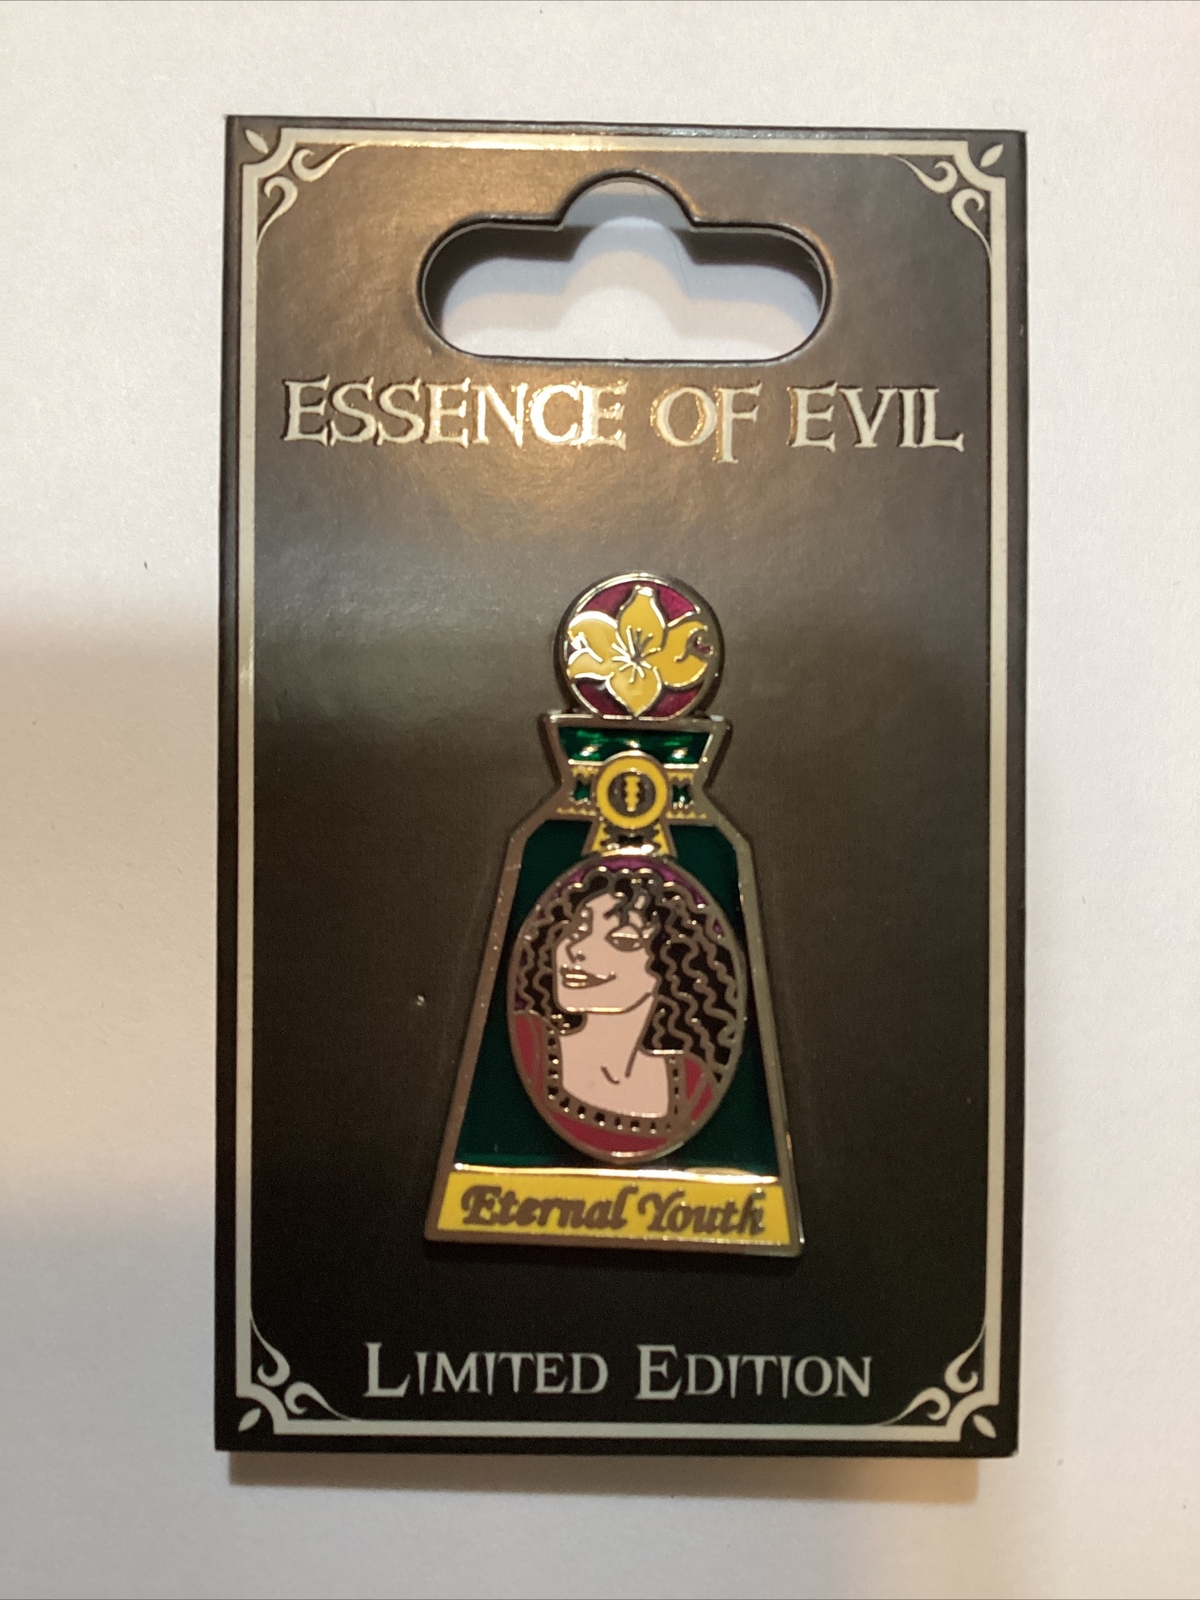 ESSENCE OF EVIL
Eternal Youth
LIMITED EDITION